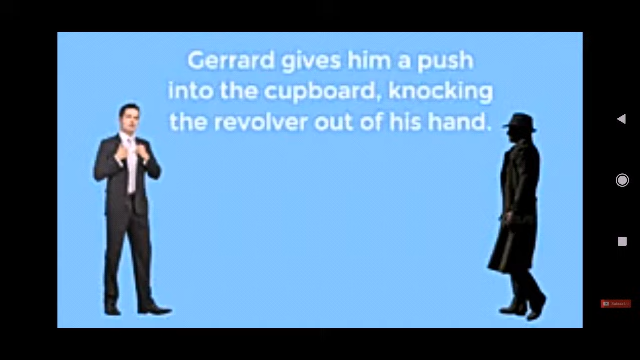 Gerrard gives him a push
into the cupboard, knocking
the revolver out of his hand.